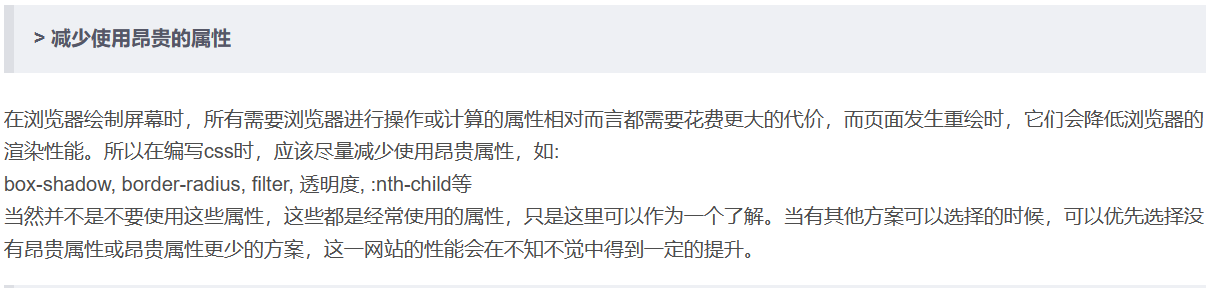 > 减少使用昂贵的属性
在浏览器绘制屏幕时，所有需要浏览器进行操作或计算的属性相对而言都需要花费更大的代价，而页面发生重绘时，它们会降低浏览器的
渲染性能。所以在编写css时，应该尽量减少使用昂贵属性，如:
box-shadow, border-radius, filter, 透明度, :nth-child等
当然并不是不要使用这些属性，这些都是经常使用的属性，只是这里可以作为一个了解。当有其他方案可以选择的时候，可以优先选择没
有昂贵属性或昂贵属性更少的方案，这一网站的性能会在不知不觉中得到一定的提升。